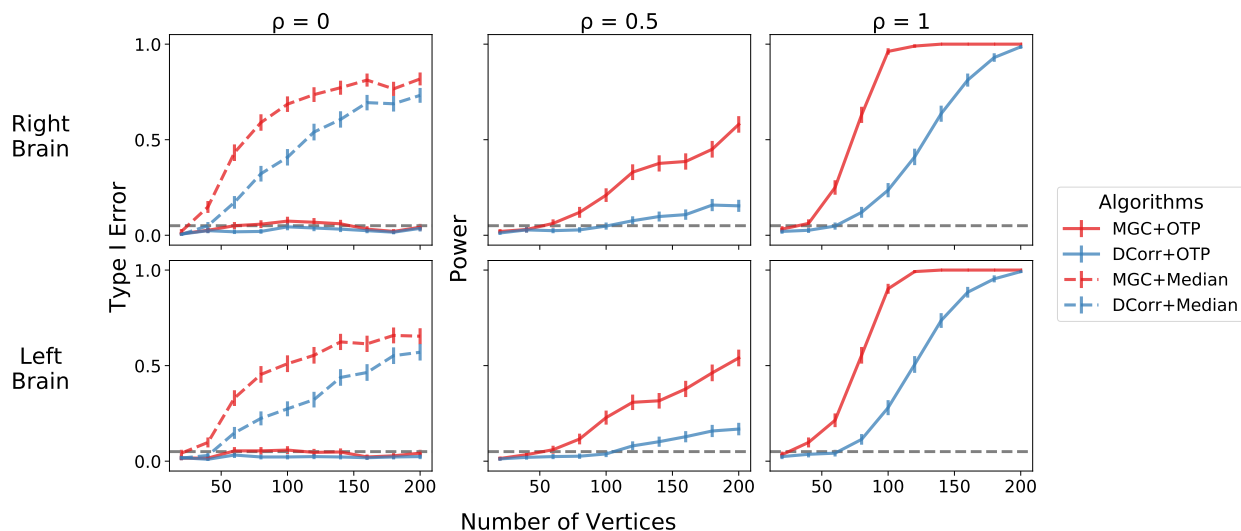 ρ = 0
ρ = 0.5
ρ = 1
Right
Brain
1.0
0.5
0.0
Left
Brain
1.0
0.5
0.0
Type I Error
Power
50 100 150 200
50 100 150 200
50 100 150 200
Number of Vertices
Algorithms
MGC+OTP
DCorr+OTP
MGC+Median
DCorr+Median